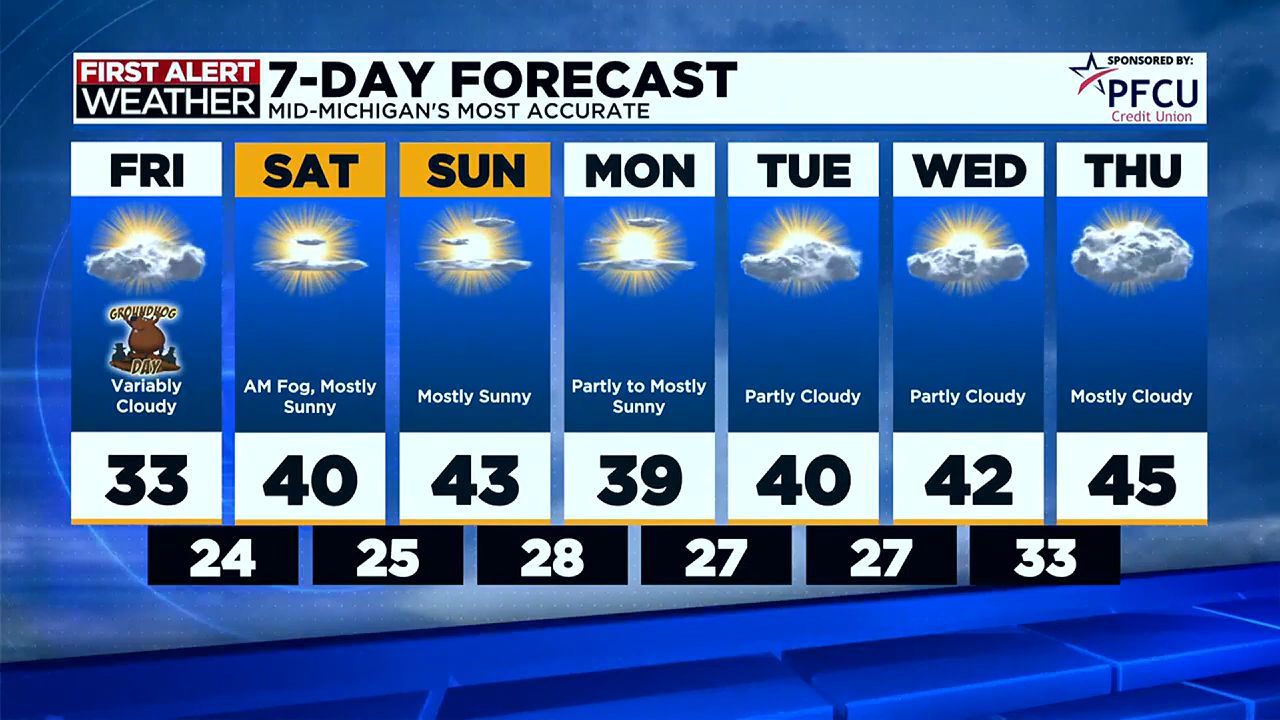 FIRST ALERT
WEATHER
7-DAY FORECAST
MID-MICHIGAN'S MOST ACCURATE
SPONSORED BY:
PFCU
Credit Union
FRI
SAT
SUN
MON
TUE
WED
THU
GROUNDHOG
DAY
Variably
Cloudy
AM Fog, Mostly
Sunny
Mostly Sunny
Partly to Mostly
Sunny
Partly Cloudy
Partly Cloudy
Mostly Cloudy
33
40
43
39
40
42
45
24
25
28
27
27
33